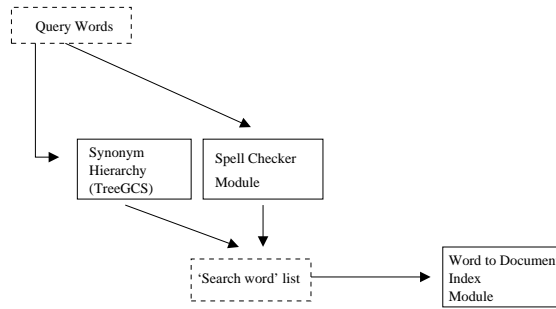 Query Words
Synonym
Hierarchy
(TreeGCS)
Spell Checker
Module
‘Search word’ list
Word to Documen
Index
Module